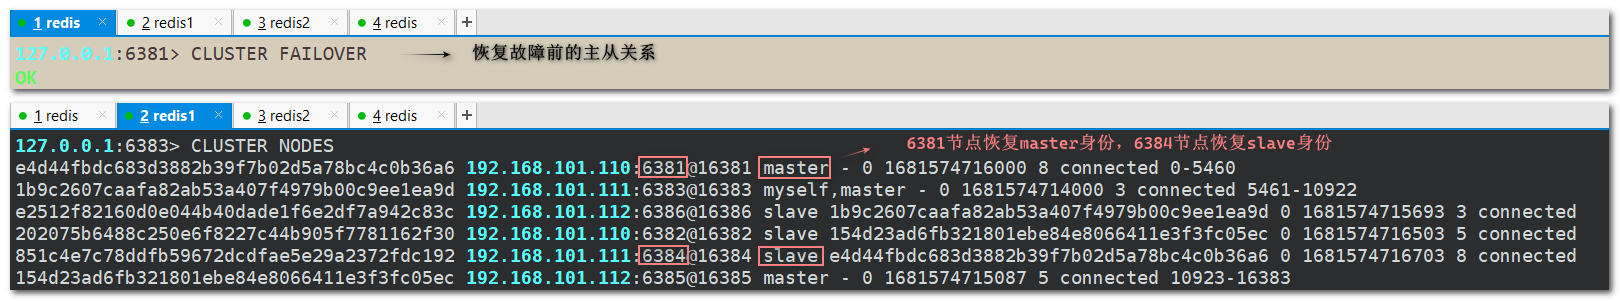 1 redis × 2 redis1 × 3 redis2 × 4 redis × +
127.0.0.1:6381> CLUSTER FAILOVER 恢复故障前的主从关系
OK
1 redis × 2 redis1 × 3 redis2 × 4 redis × +
127.0.0.1:6383> CLUSTER NODES 6381节点恢复master身份，6384节点恢复slave身份
e4d44fbdc683d3882b39f7b02d5a78bc4c0b36a6 192.168.101.110:6381@16381 master - 0 1681574716000 8 connected 0-5460
1b9c2607caafa82ab53a407f4979b00c9ee1ea9d 192.168.101.111:6383@16383 myself,master - 0 1681574714000 3 connected 5461-10922
e2512f82160d0e044b40dade1f6e2df7a942c83c 192.168.101.112:6386@16386 slave 1b9c2607caafa82ab53a407f4979b00c9ee1ea9d 0 1681574715693 3 connected
202075b6488c250e6f8227c44b905f7781162f30 192.168.101.110:6382@16382 slave 154d23ad6fb321801ebe84e8066411e3f3fc05ec 0 1681574716503 5 connected
851c4e7c78ddfb59672dcdfae5e29a2372fdc192 192.168.101.111:6384@16384 slave e4d44fbdc683d3882b39f7b02d5a78bc4c0b36a6 0 1681574716703 8 connected
154d23ad6fb321801ebe84e8066411e3f3fc05ec 192.168.101.112:6385@16385 master - 0 1681574715087 5 connected 10923-16383